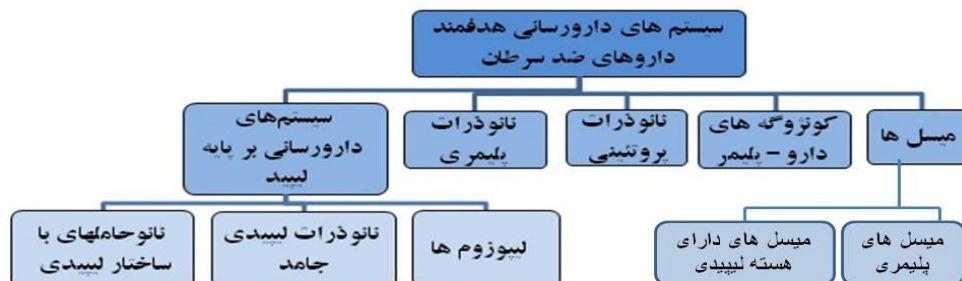 سیستم های دارورسانی هدفمند
داروهای ضد سرطان
میسل ها
کونژوگه های
دارو - پلیمر
نانوذرات
پروتئینی
نانوذرات
پلیمری
سیستم‌های
دارورسانی بر پایه
لیپید
میسل های
پلیمری
میسل های دارای
هسته لیپیدی
لیپوزوم ها
نانوذرات لیپیدی
جامد
نانوحاملهای با
ساختار لیپیدی